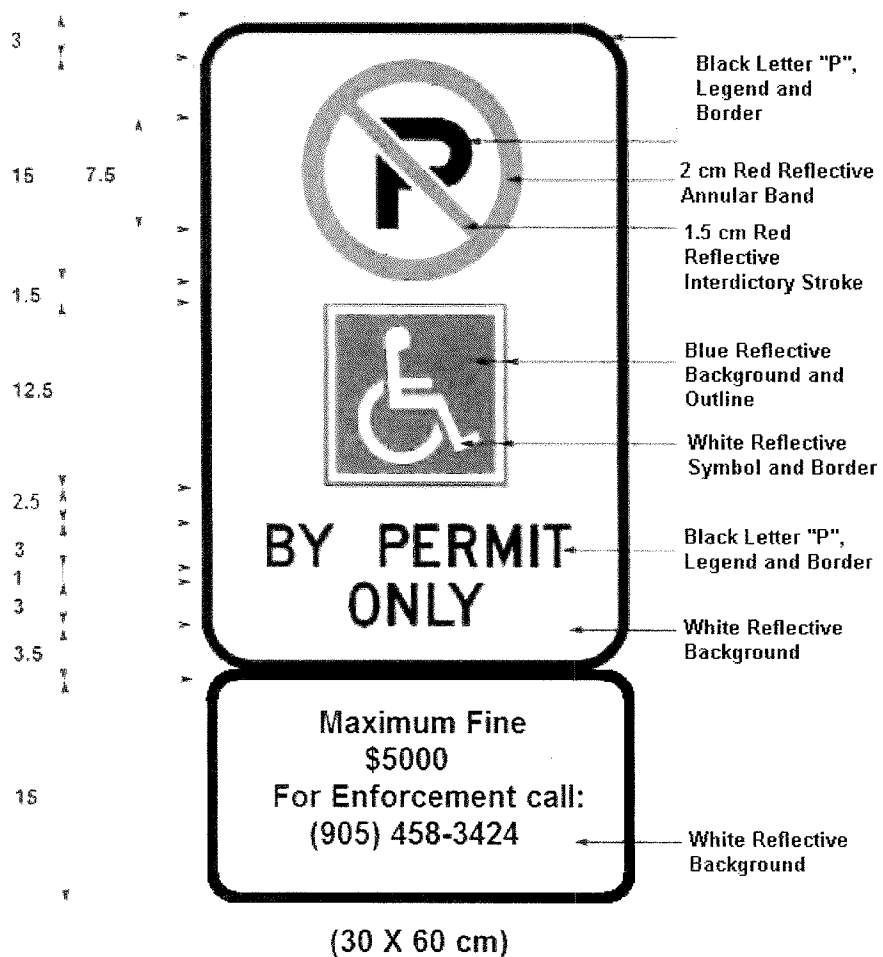 3
Black Letter "P",
Legend and
Border
P
15 7.5
2 cm Red Reflective
Annular Band
1.5 cm Red
Reflective
Interdictory Stroke
1.5
Blue Reflective
Background and
Outline
12.5
White Reflective
Symbol and Border
2.5
BY PERMIT
ONLY
3
1
3
Black Letter "P",
Legend and Border
White Reflective
Background
3.5
Maximum Fine
$5000
For Enforcement call:
(905) 458-3424
15
White Reflective
Background
(30 X 60 cm)